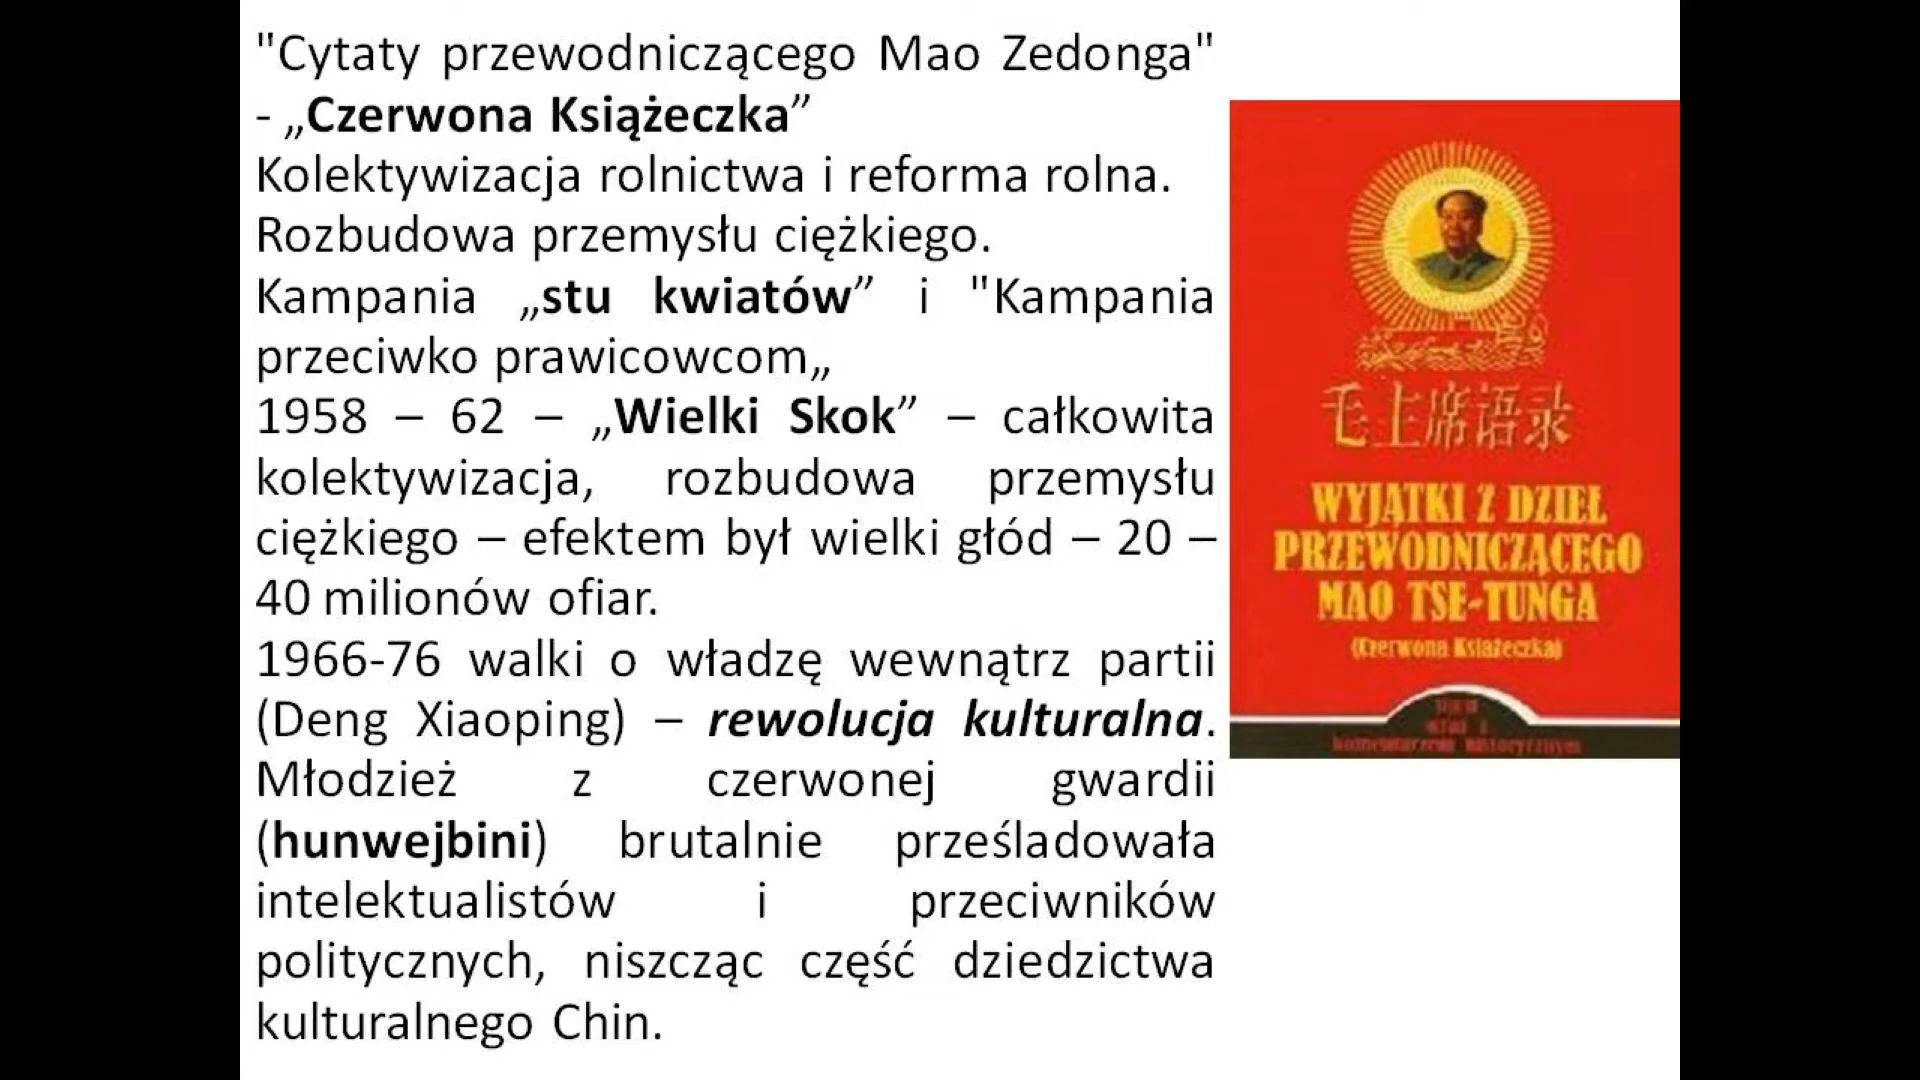 "Cytaty przewodniczącego Mao Zedonga"
- „Czerwona Książeczka”
Kolektywizacja rolnictwa i reforma rolna.
Rozbudowa przemysłu ciężkiego.
Kampania „stu kwiatów” i "Kampania
przeciwko prawicowcom„
1958 – 62 – „Wielki Skok” – całkowita
kolektywizacja, rozbudowa przemysłu
ciężkiego – efektem był wielki głód – 20 –
40 milionów ofiar.
1966-76 walki o władzę wewnątrz partii
(Deng Xiaoping) – rewolucja kulturalna.
Młodzież z czerwonej gwardii
(hunwejbini) brutalnie prześladowała
intelektualistów i przeciwników
politycznych, niszcząc część dziedzictwa
kulturalnego Chin.
毛主席语录
WYJĄTKI Z DZIEŁ
PRZEWODNICZĄCEGO
MAO TSE-TUNGA
(Czerwona Książeczka)
komentarzem historycznym